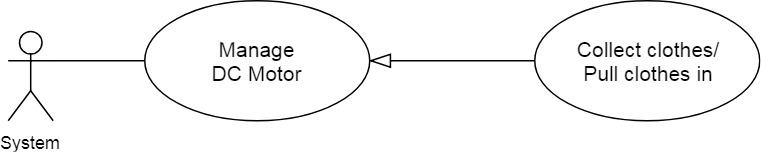 Manage
DC Motor
Collect clothes/
Pull clothes in
System